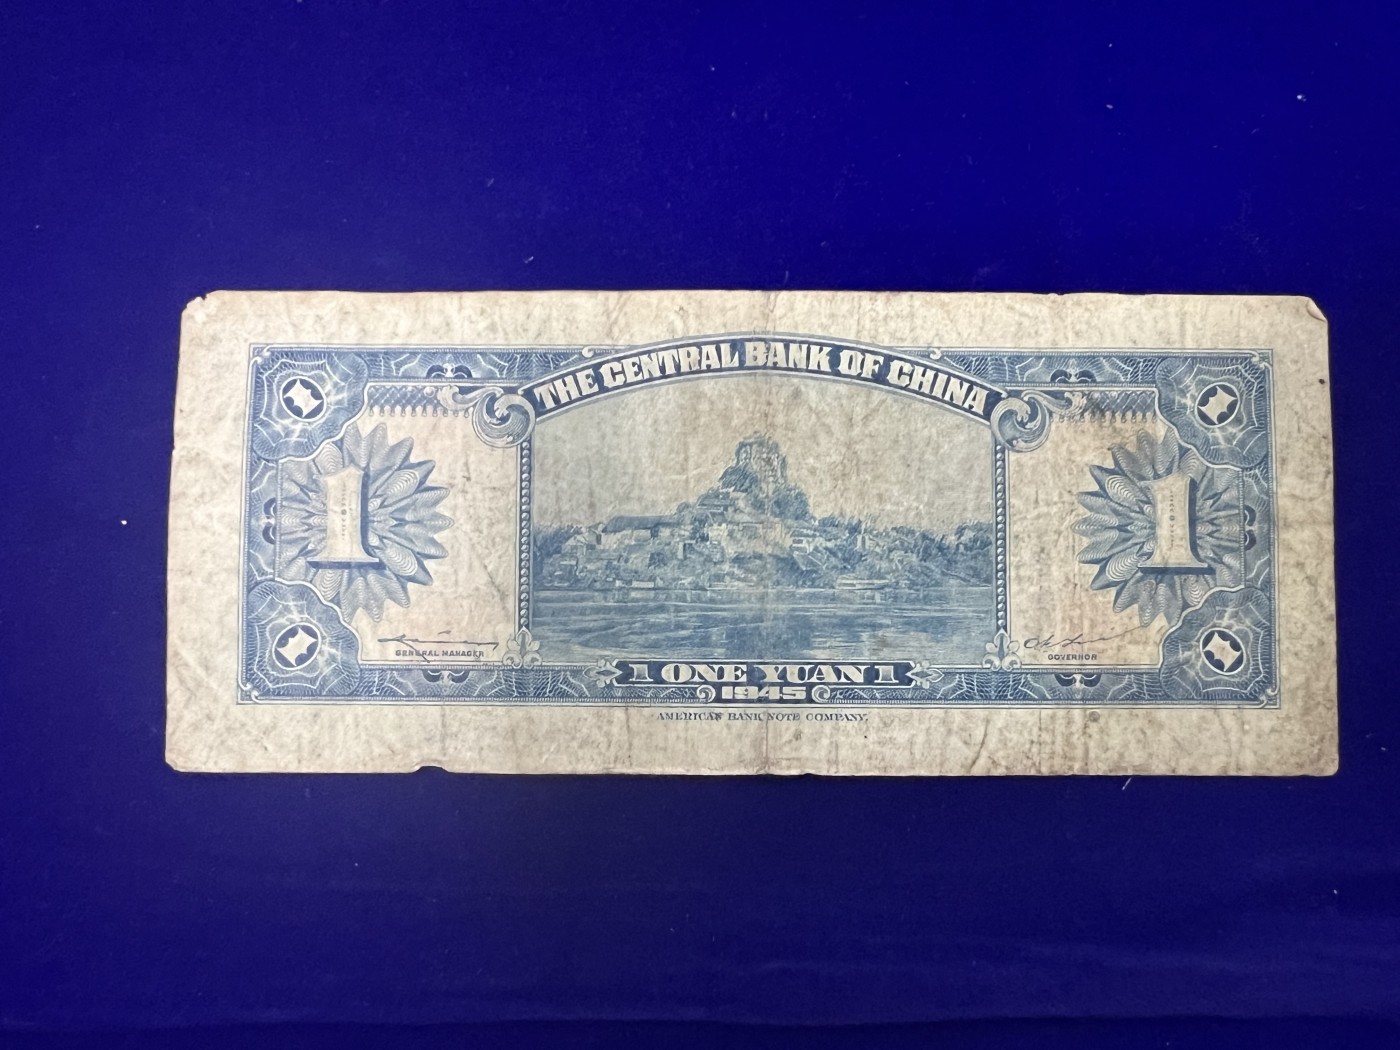 THE CENTRAL BANK OF CHINA
1
1
GENERAL MANAGER
GOVERNOR
1 ONE YUAN 1
1945
AMERICAN BANK NOTE COMPANY.